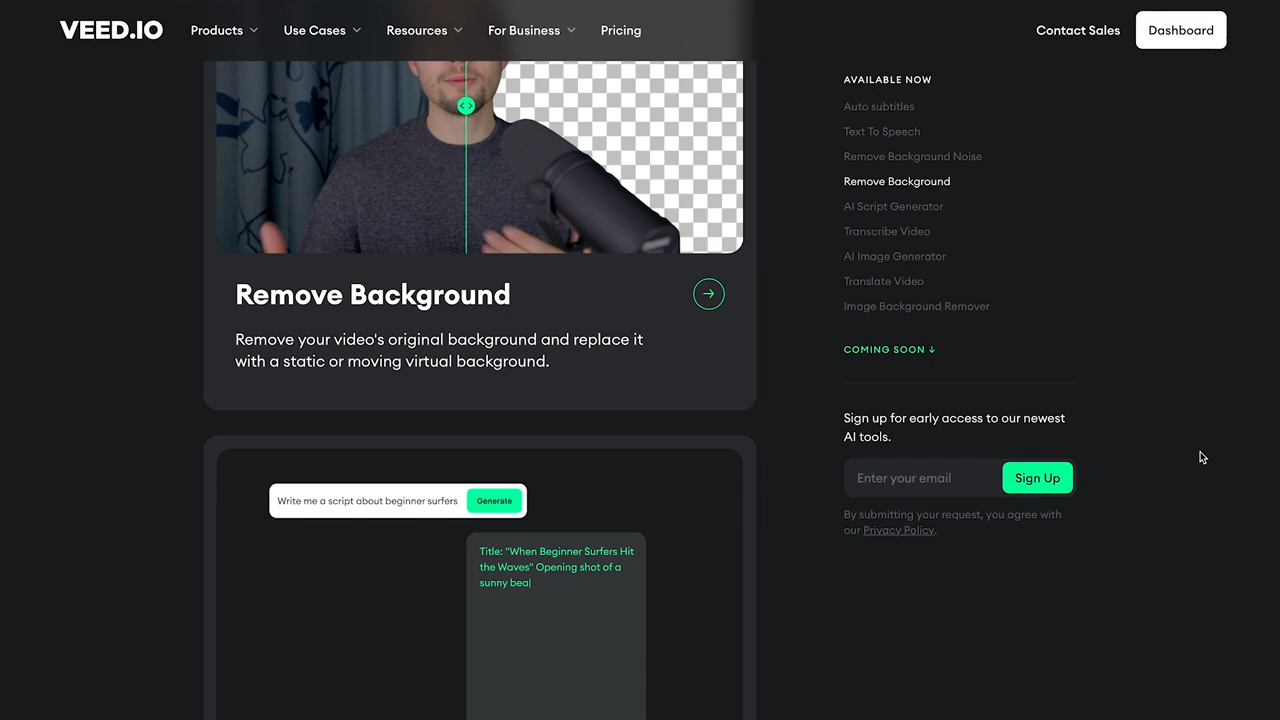 VEED.IO
Products
Use Cases
Resources
For Business
Pricing
Contact Sales
Dashboard
Remove Background
Remove your video's original background and replace it
with a static or moving virtual background.
Write me a script about beginner surfers
Generate
Title: "When Beginner Surfers Hit
the Waves" Opening shot of a
sunny bea
AVAILABLE NOW
Auto subtitles
Text To Speech
Remove Background Noise
Remove Background
AI Script Generator
Transcribe Video
AI Image Generator
Translate Video
Image Background Remover
COMING SOON ↓
Sign up for early access to our newest
AI tools.
Enter your email
Sign Up
By submitting your request, you agree with
our Privacy Policy.